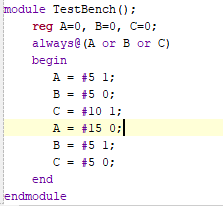 module TestBench();
reg A=0, B=0, C=0;
always@(A or B or C)
begin
A = #5 1;
B = #5 0;
C = #10 1;
A = #15 0;
B = #5 1;
C = #5 0;
end
endmodule